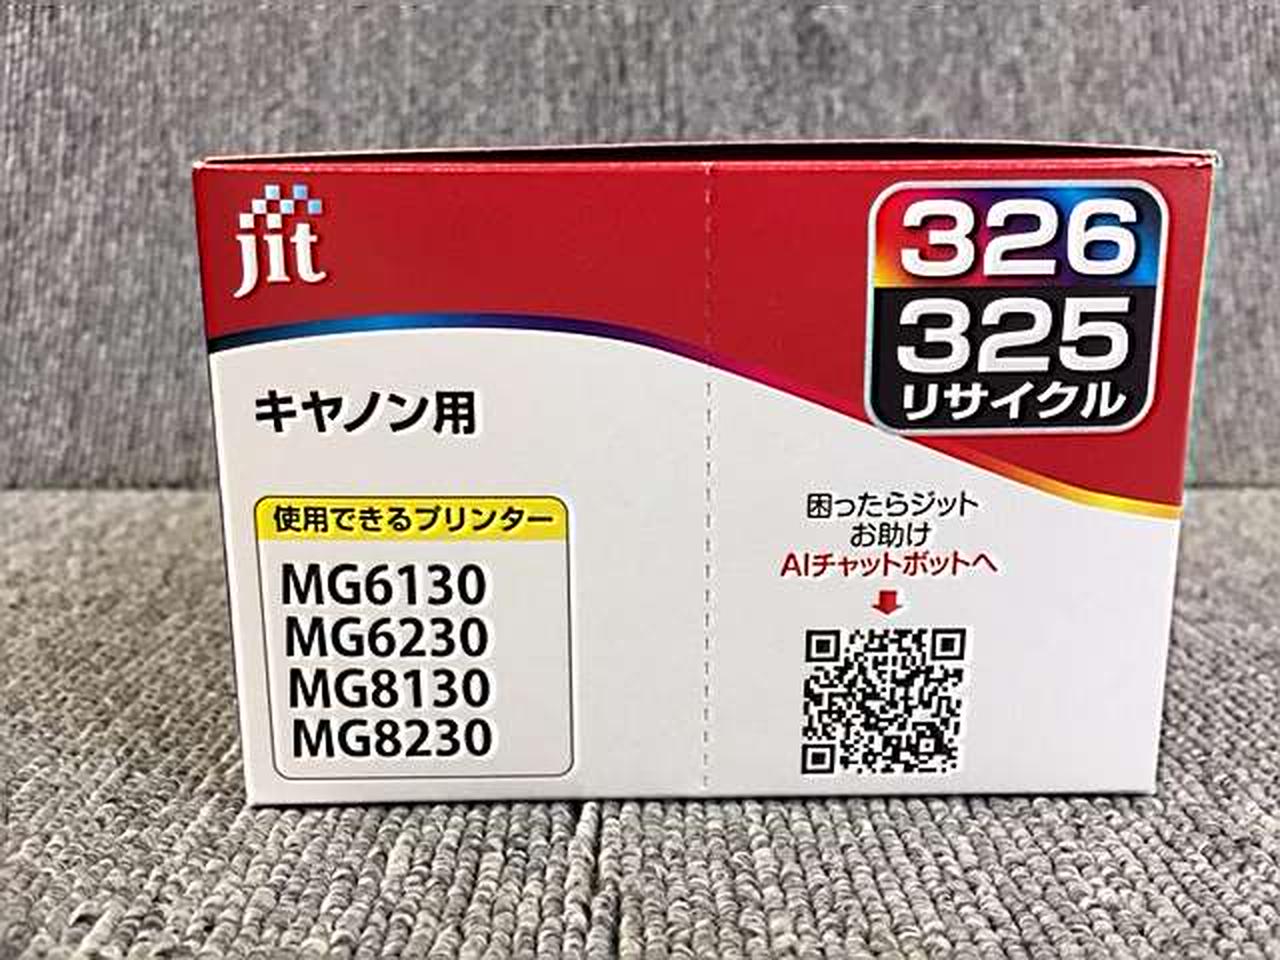 jit
326
325
リサイクル
キヤノン用
使用できるプリンター
MG6130
MG6230
MG8130
MG8230
困ったらジット
お助け
AIチャットボットへ